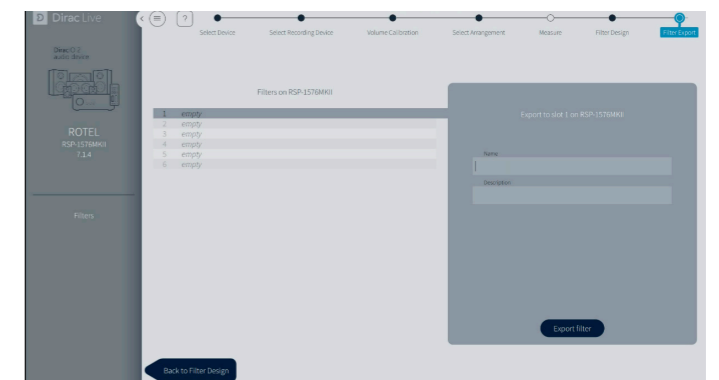 D Dirac Live
?
Select Device
Select Recording Device
Volume Calibration
Select Arrangement
Measure
Filter Design
Filter Export
audio device
ROTEL
RSP-1576MKII
7.1.4
Filters
Filters on RSP-1576MKII
1 empty
2 empty
3 empty
4 empty
5 empty
6 empty
Export to slot 1 on RSP-1576MKII
Name
Description
Export filter
Back to Filter Design